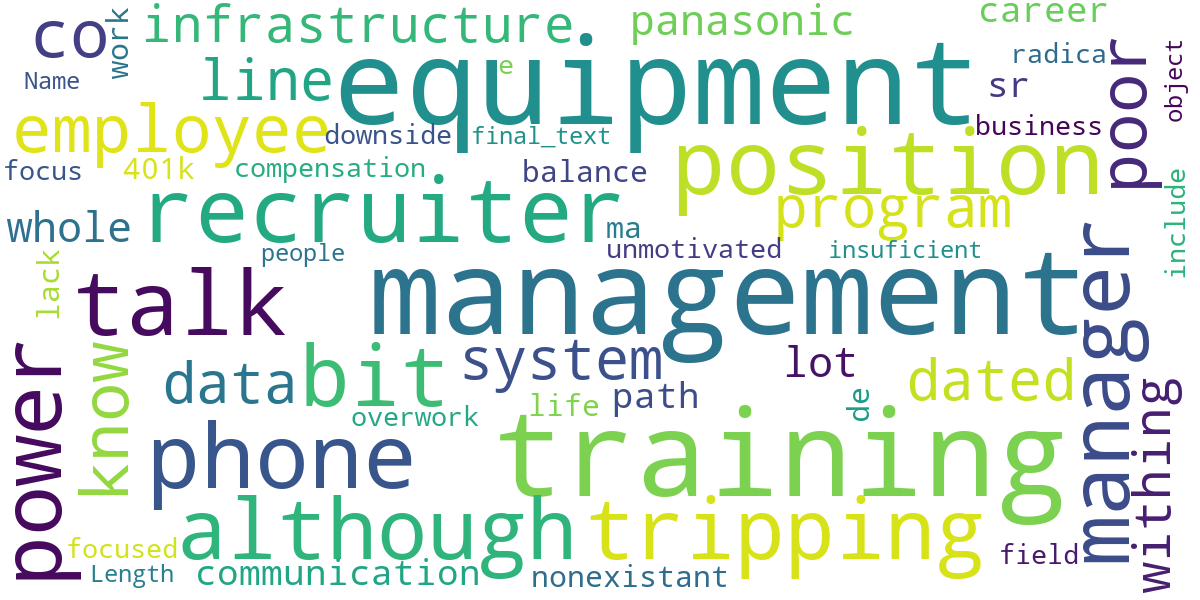 co
work
infrastructure
panasonic
career
Name
line
e
equipment
radica
sr
object
poor
employee
downside
final_text
business
focus
401k
compensation
balance
position
program
include
whole
recruiter
ma
people
unmotivated
insuficient
lack
talk
management
manager
power
know
data
bit
system
lot
dated
path
life
de
overwork
phone
training
withing
although
tripping
focused
Length
communication
nonexistant
field